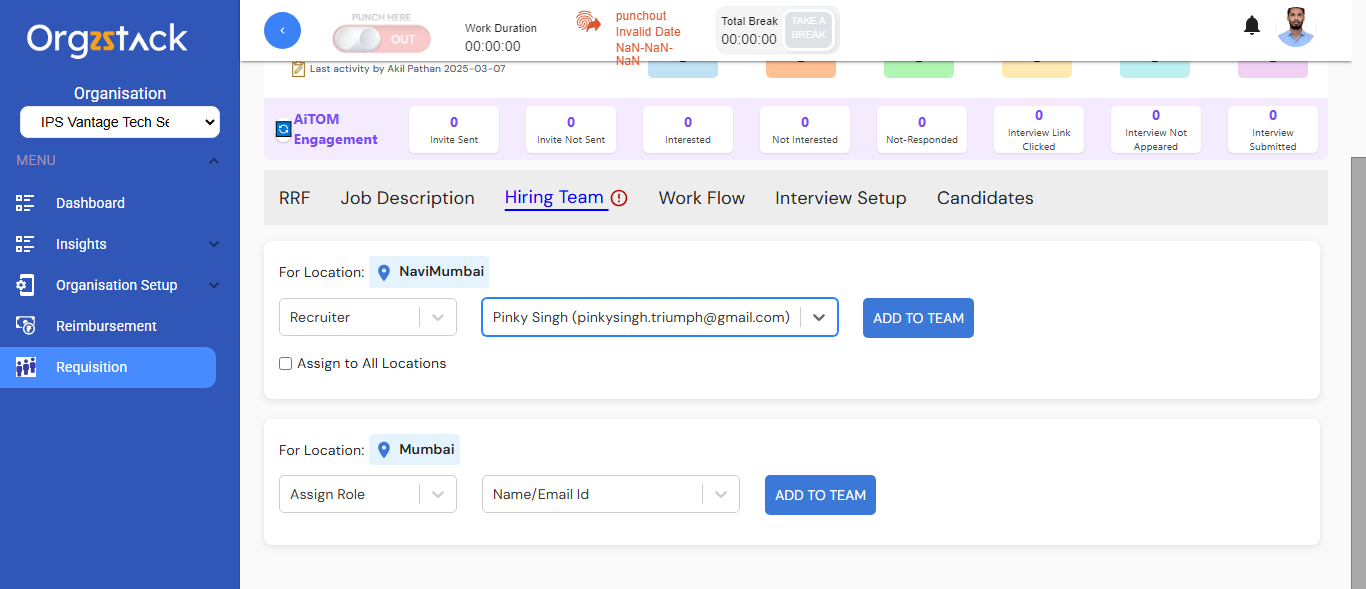 Orgzstack
PUNCH HERE
OUT
Work Duration
00:00:00
punchout
Invalid Date
NaN-NaN-
NaN
Total Break
00:00:00
TAKE A
BREAK
Organisation
IPS Vantage Tech Se
MENU
Dashboard
Insights
Organisation Setup
Reimbursement
Requisition
Last activity by Akil Pathan 2025-03-07
AiTOM
Engagement
0
Invite Sent
0
Invite Not Sent
0
Interested
0
Not Interested
0
Not-Responded
0
Interview Link
Clicked
0
Interview Not
Appeared
0
Interview
Submitted
RRF Job Description Hiring Team Work Flow Interview Setup Candidates
For Location: NaviMumbai
Recruiter
Pinky Singh (pinkysingh.triumph@gmail.com)
ADD TO TEAM
Assign to All Locations
For Location: Mumbai
Assign Role
Name/Email Id
ADD TO TEAM